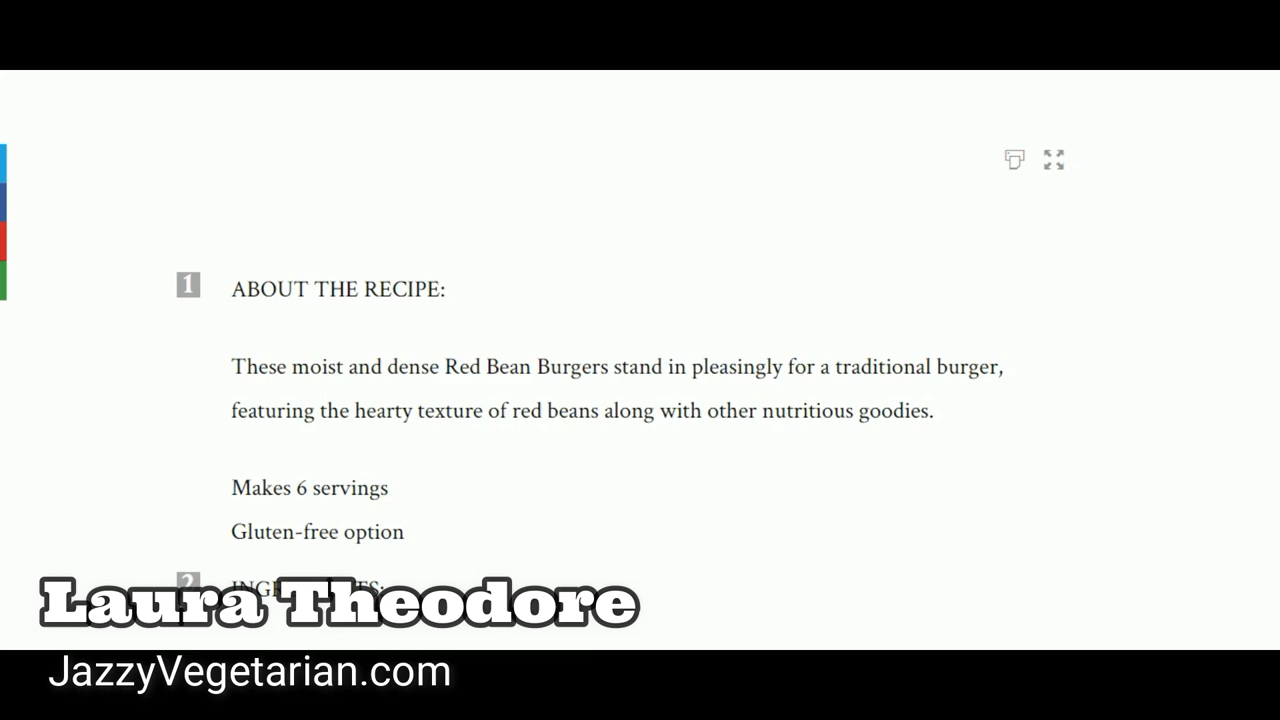 1 ABOUT THE RECIPE:
These moist and dense Red Bean Burgers stand in pleasingly for a traditional burger,
featuring the hearty texture of red beans along with other nutritious goodies.
Makes 6 servings
Gluten-free option
2
Laura Theodore
JazzyVegetarian.com